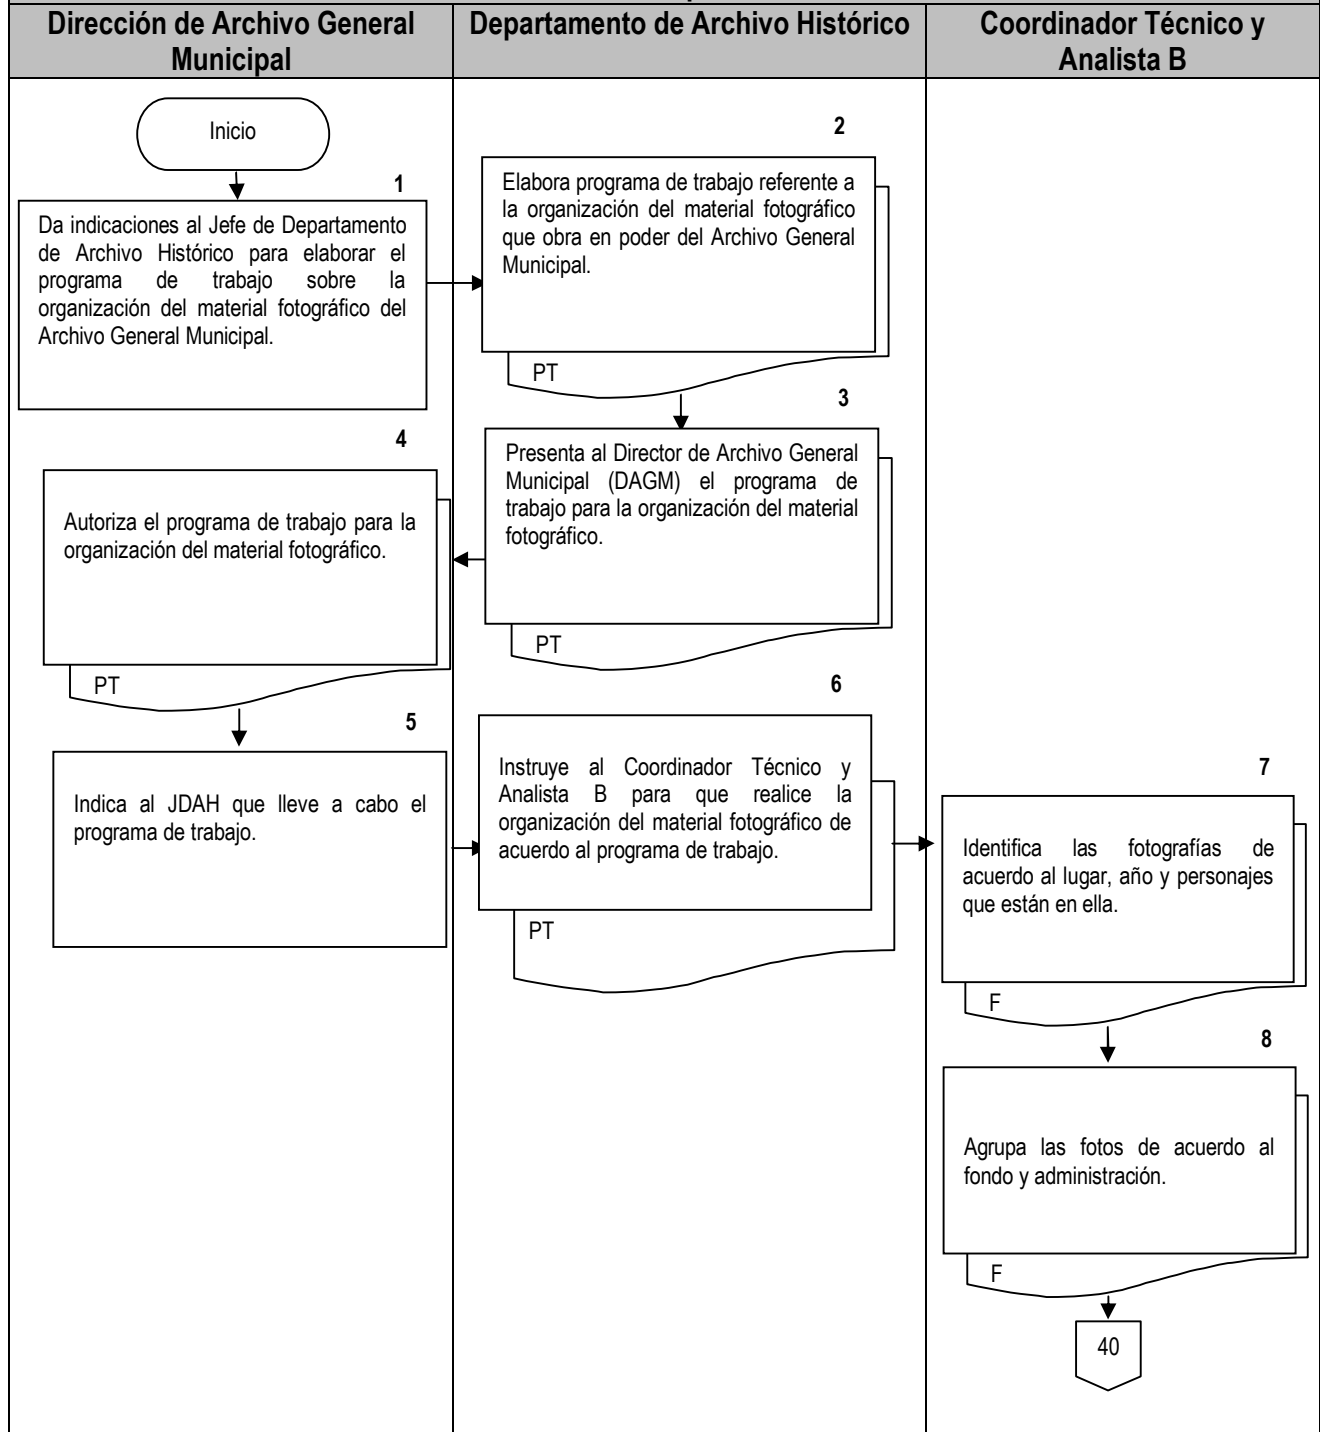 Dirección de Archivo General
Municipal
Departamento de Archivo Histórico
Coordinador Técnico y
Analista B
Inicio
1
Da indicaciones al Jefe de Departamento
de Archivo Histórico para elaborar el
programa de trabajo sobre la
organización del material fotográfico del
Archivo General Municipal.
2
Elabora programa de trabajo referente a
la organización del material fotográfico
que obra en poder del Archivo General
Municipal.
PT
3
Presenta al Director de Archivo General
Municipal (DAGM) el programa de
trabajo para la organización del material
fotográfico.
PT
4
Autoriza el programa de trabajo para la
organización del material fotográfico.
PT
5
Indica al JDAH que lleve a cabo el
programa de trabajo.
6
Instruye al Coordinador Técnico y
Analista B para que realice la
organización del material fotográfico de
acuerdo al programa de trabajo.
PT
7
Identifica las fotografías de
acuerdo al lugar, año y personajes
que están en ella.
F
8
Agrupa las fotos de acuerdo al
fondo y administración.
F
40